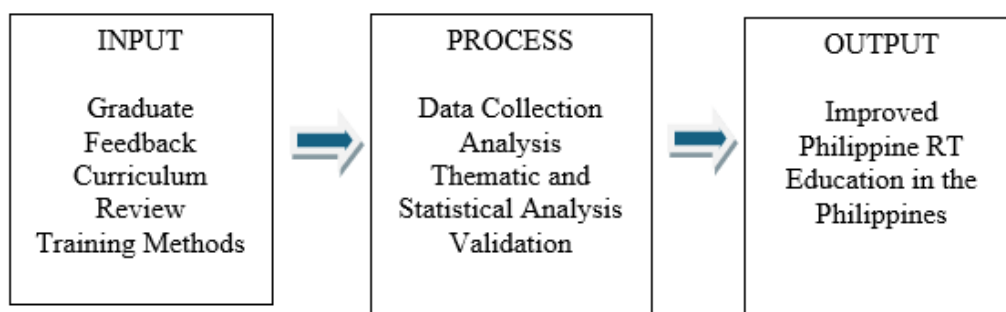 INPUT
Graduate
Feedback
Curriculum
Review
Training Methods
PROCESS
Data Collection
Analysis
Thematic and
Statistical Analysis
Validation
OUTPUT
Improved
Philippine RT
Education in the
Philippines